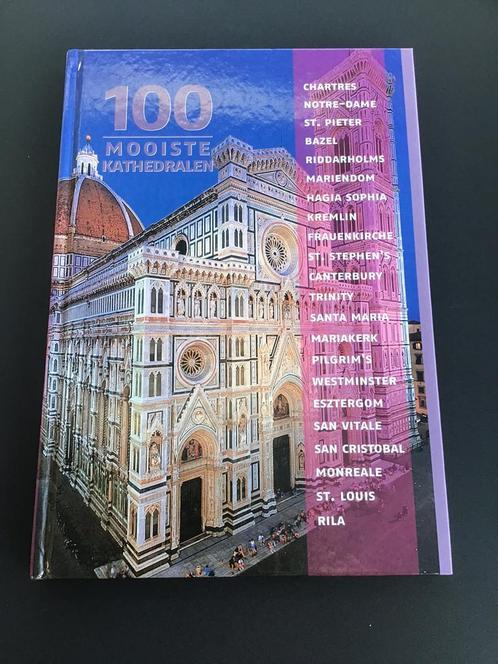 100
MOOISTE
KATHEDRALEN
CHARTRES
NOTRE-DAME
ST. PIETER
BAZEL
RIDDARHOLMS
MARIENDOM
HAGIA SOPHIA
KREMLIN
FRAUENKIRCHE
ST. STEPHEN'S
CANTERBURY
TRINITY
SANTA MARIA
MARIAKERK
PILGRIM'S
WESTMINSTER
ESZTERGOM
SAN VITALE
SAN CRISTOBAL
MONREALE
ST. LOUIS
RILA